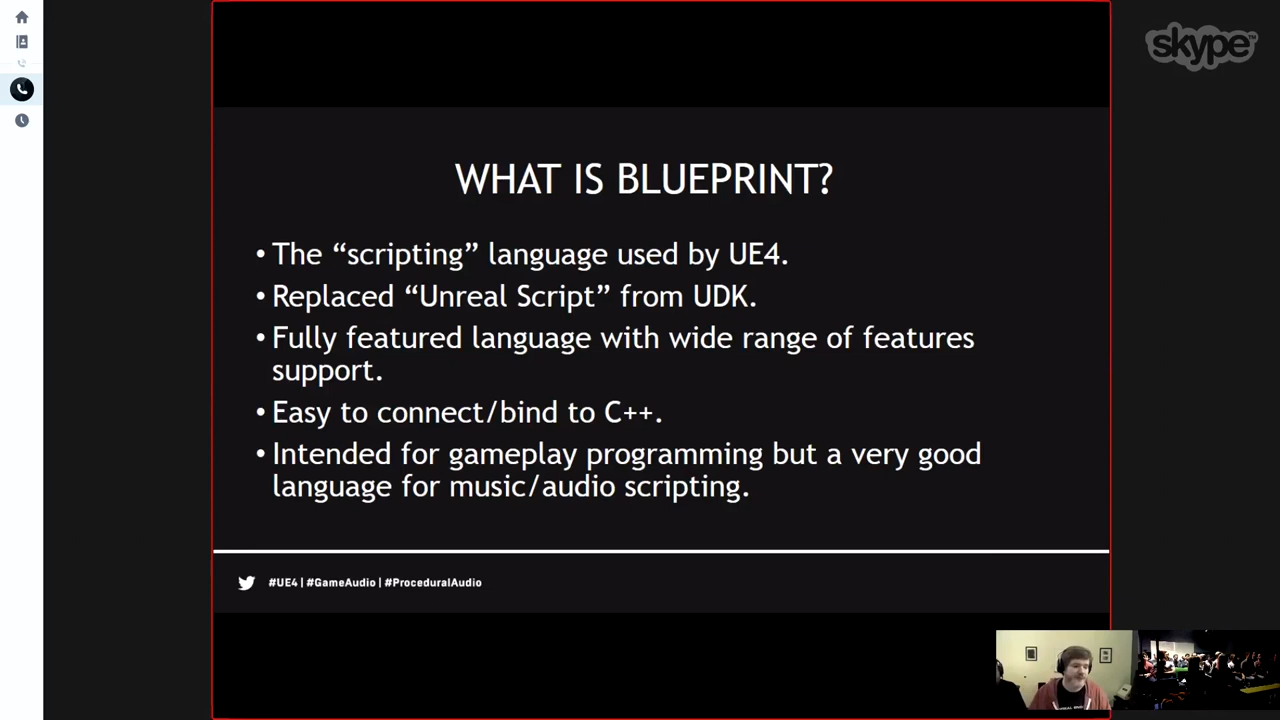 skype™
WHAT IS BLUEPRINT?
• The “scripting” language used by UE4.
• Replaced “Unreal Script” from UDK.
• Fully featured language with wide range of features
support.
• Easy to connect/bind to C++.
• Intended for gameplay programming but a very good
language for music/audio scripting.
#UE4 | #GameAudio | #ProceduralAudio